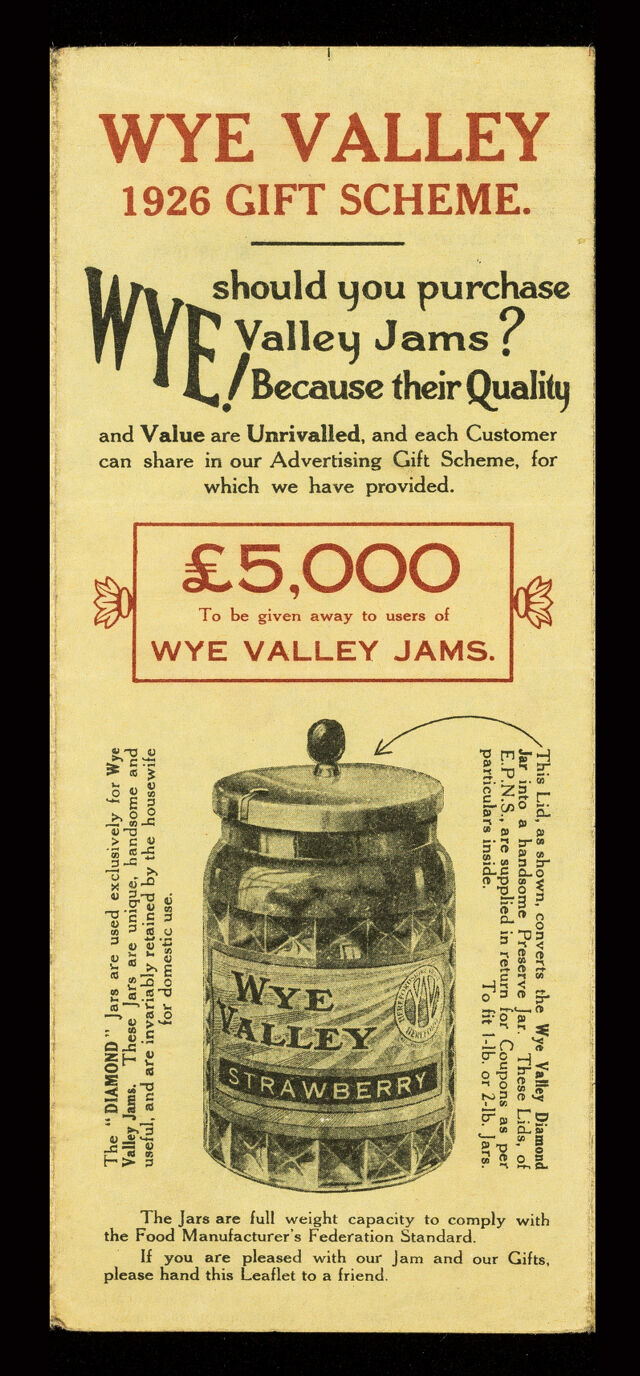 WYE VALLEY
1926 GIFT SCHEME.
WYE!
should you purchase
Valley Jams?
Because their Quality
and Value are Unrivalled, and each Customer
can share in our Advertising Gift Scheme, for
which we have provided.
£5,000
To be given away to users of
WYE VALLEY JAMS.
The "DIAMOND" Jars are used exclusively for Wye
Valley Jams. These Jars are unique, handsome and
useful, and are invariably retained by the housewife
for domestic use.
This Lid, as shown, converts the Wye Valley Diamond
Jar into a handsome Preserve Jar. These Lids, of
E.P.N.S., are supplied in return for Coupons as per
particulars inside. To fit 1-lb. or 2-lb. Jars.
WYE
VALLEY
STRAWBERRY
The Jars are full weight capacity to comply with
the Food Manufacturer's Federation Standard.
If you are pleased with our Jam and our Gifts,
please hand this Leaflet to a friend.